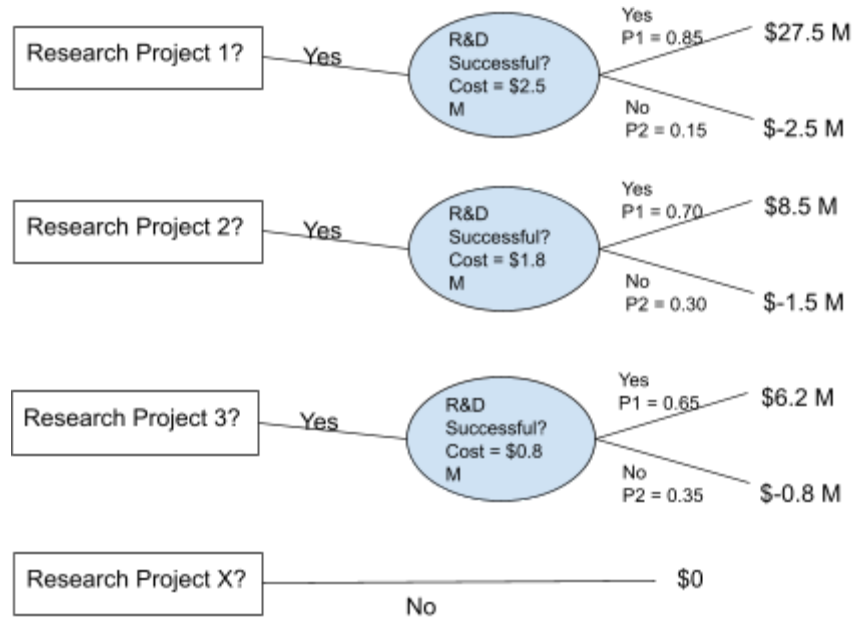 Research Project 1?
Yes
R&D
Successful?
Cost = $2.5
M
Yes
P1 = 0.85
$27.5 M
No
P2 = 0.15
$-2.5 M
Research Project 2?
Yes
R&D
Successful?
Cost = $1.8
M
Yes
P1 = 0.70
$8.5 M
No
P2 = 0.30
$-1.5 M
Research Project 3?
Yes
R&D
Successful?
Cost = $0.8
M
Yes
P1 = 0.65
$6.2 M
No
P2 = 0.35
$-0.8 M
Research Project X?
No
$0